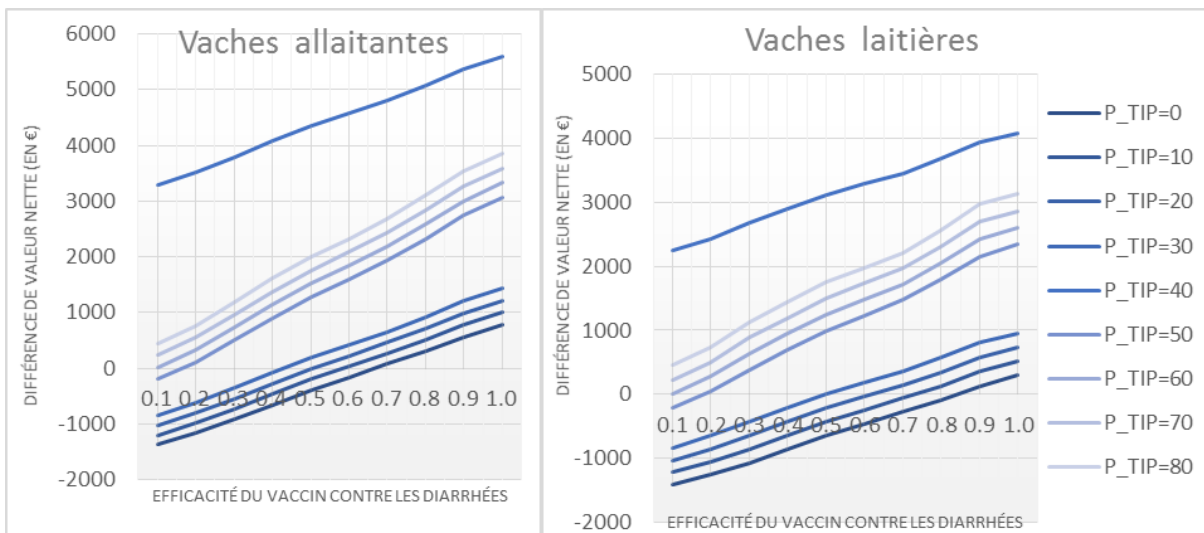 Vaches allaitantes
DIFFÉRENCE DE VALEUR NETTE (EN €)
6000
5000
4000
3000
2000
1000
0
-1000
-2000
0.1 0.2 0.3 0.4 0.5 0.6 0.7 0.8 0.9 1.0
EFFICACITÉ DU VACCIN CONTRE LES DIARRHÉES
Vaches laitières
DIFFÉRENCE DE VALEUR NETTE (EN €)
5000
4000
3000
2000
1000
0
-1000
-2000
0.1 0.2 0.3 0.4 0.5 0.6 0.7 0.8 0.9 1.0
EFFICACITÉ DU VACCIN CONTRE LES DIARRHÉES
P_TIP=0
P_TIP=10
P_TIP=20
P_TIP=30
P_TIP=40
P_TIP=50
P_TIP=60
P_TIP=70
P_TIP=80